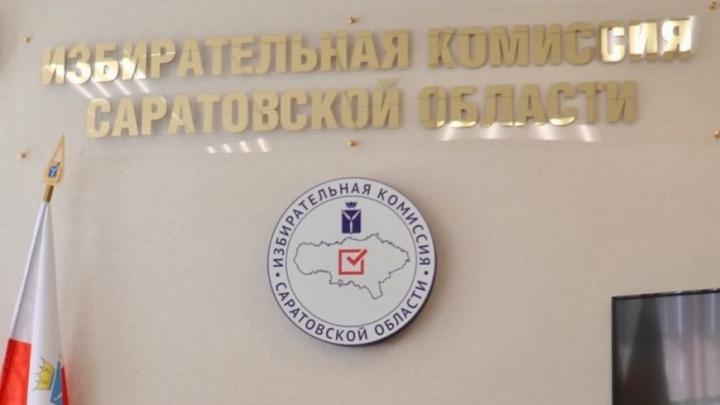 ИЗБИРАТЕЛЬНАЯ КОМИССИЯ
САРАТОВСКОЙ ОБЛАСТИ
ИЗБИРАТЕЛЬНАЯ КОМИССИЯ
• САРАТОВСКОЙ ОБЛАСТИ •